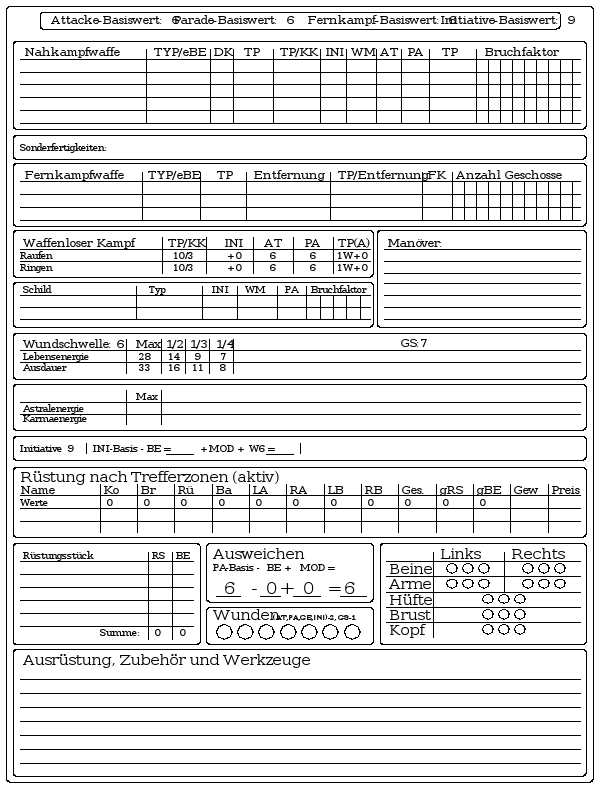 Attacke-Basiswert: 6 Parade-Basiswert: 6 Fernkampf-Basiswert: 6 Initiative-Basiswert: 9
Nahkampfwaffe TYP/eBE DK TP TP/KK INI WM AT PA TP Bruchfaktor
Sonderfertigkeiten:
Fernkampfwaffe TYP/eBE TP Entfernung TP/Entfernung FK Anzahl Geschosse
Waffenloser Kampf TP/KK INI AT PA TP(A)
Raufen 10/3 +0 6 6 1W+0
Ringen 10/3 +0 6 6 1W+0
Manöver:
Schild Typ INI WM PA Bruchfaktor
Wundschwelle: 6 Max 1/2 1/3 1/4 GS:7
Lebensenergie 28 14 9 7
Ausdauer 33 16 11 8
Max
Astralenergie
Karmaenergie
Initiative 9 INI-Basis - BE = ____ + MOD + W6 = ____
Rüstung nach Trefferzonen (aktiv)
Name Ko Br Rü Ba LA RA LB RB Ges. gRS gBE Gew Preis
Werte 0 0 0 0 0 0 0 0 0 0 0
Rüstungsstück RS BE
Summe: 0 0
Ausweichen
PA-Basis - BE + MOD =
6 - 0 + 0 = 6
Wunden (AT,PA,GE,INI)-2, GS-1
Links Rechts
Beine
Arme
Hüfte
Brust
Kopf
Ausrüstung, Zubehör und Werkzeuge